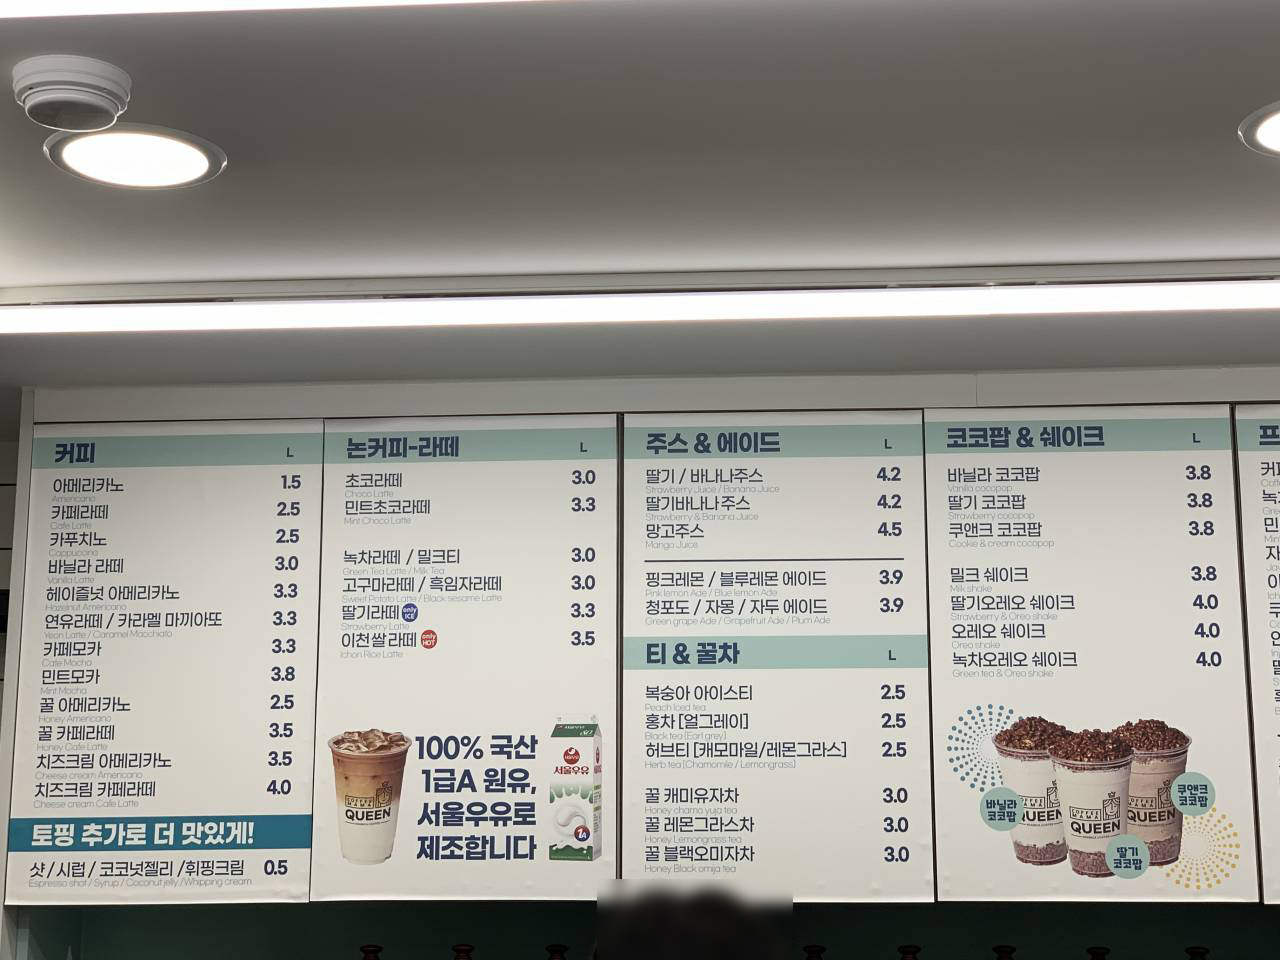 커피 L
아메리카노 1.5
Americano
카페라떼 2.5
Cafe Latte
카푸치노 2.5
Cappuccino
바닐라 라떼 3.0
Vanilla Latte
헤이즐넛 아메리카노 3.3
Hazelnut Americano
연유라떼 / 카라멜 마끼아또 3.3
Yeon Latte / Caramel Macchiato
카페모카 3.3
Cafe Mocha
민트모카 3.8
Mint Mocha
꿀 아메리카노 2.5
Honey Americano
꿀 카페라떼 3.5
Honey Cafe Latte
치즈크림 아메리카노 3.5
Cheese cream Americano
치즈크림 카페라떼 4.0
Cheese cream Cafe Latte
토핑 추가로 더 맛있게!
샷 / 시럽 / 코코넛젤리 /휘핑크림 0.5
Espresso shot / Syrup / Coconut jelly /Whipping cream
논커피-라떼 L
초코라떼 3.0
Choco Latte
민트초코라떼 3.3
Mint Choco Latte
녹차라떼 / 밀크티 3.0
Green Tea Latte / Milk Tea
고구마라떼 / 흑임자라떼 3.0
Sweet Potato Latte / Black sesame Latte
딸기라떼 only ICE 3.3
Strawberry Latte
이천쌀라떼 only HOT 3.5
Ichon Rice Latte
100% 국산
1급A 원유,
서울우유로
제조합니다
QUEEN
서울우유
1A
주스 & 에이드 L
딸기 / 바나나주스 4.2
Strawberry Juice / Banana Juice
딸기바나나주스 4.2
Strawberry & Banana Juice
망고주스 4.5
Mango Juice
핑크레몬 / 블루레몬 에이드 3.9
Pink lemon Ade / Blue lemon Ade
청포도 / 자몽 / 자두 에이드 3.9
Green grape Ade / Grapefruit Ade / Plum Ade
티 & 꿀차 L
복숭아 아이스티 2.5
Peach Iced tea
홍차 [얼그레이] 2.5
Black tea [Earl grey]
허브티 [캐모마일/레몬그라스] 2.5
Herb tea [Chamomile / Lemongrass]
꿀 캐미유자차 3.0
Honey chama yuja tea
꿀 레몬그라스차 3.0
Honey Lemongrass tea
꿀 블랙오미자차 3.0
Honey Black omija tea
코코팝 & 쉐이크 L
바닐라 코코팝 3.8
Vanilla cocopop
딸기 코코팝 3.8
Strawberry cocopop
쿠앤크 코코팝 3.8
Cookie & cream cocopop
밀크 쉐이크 3.8
Milk shake
딸기오레오 쉐이크 4.0
Strawberry & Oreo shake
오레오 쉐이크 4.0
Oreo shake
녹차오레오 쉐이크 4.0
Green tea & Oreo shake
바닐라
코코팝
딸기
코코팝
쿠앤크
코코팝
QUEEN
QUEEN
QUEEN